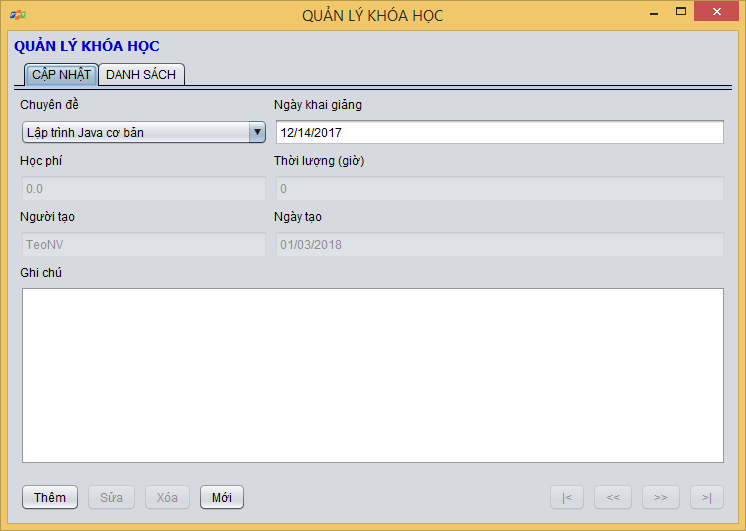 QUẢN LÝ KHÓA HỌC
QUẢN LÝ KHÓA HỌC
CẬP NHẬT DANH SÁCH
Chuyên đề Ngày khai giảng
Lập trình Java cơ bản 12/14/2017
Học phí Thời lượng (giờ)
0.0 0
Người tạo Ngày tạo
TeoNV 01/03/2018
Ghi chú
Thêm Sửa Xóa Mới |< << >> >|